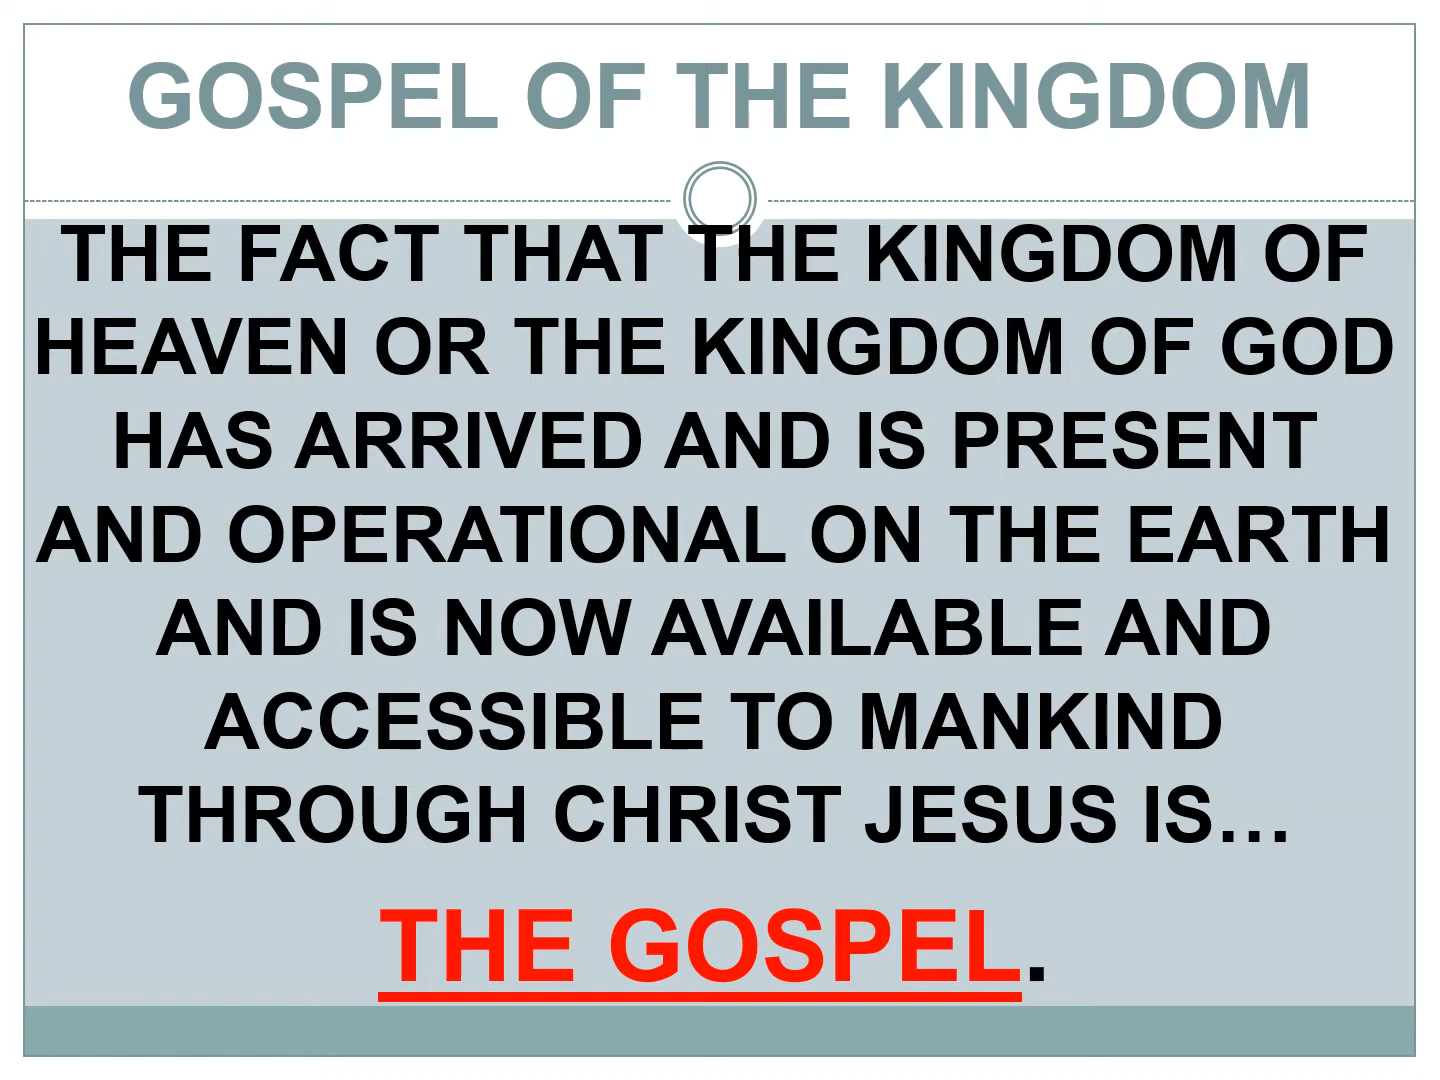 GOSPEL OF THE KINGDOM
THE FACT THAT THE KINGDOM OF
HEAVEN OR THE KINGDOM OF GOD
HAS ARRIVED AND IS PRESENT
AND OPERATIONAL ON THE EARTH
AND IS NOW AVAILABLE AND
ACCESSIBLE TO MANKIND
THROUGH CHRIST JESUS IS…
THE GOSPEL.